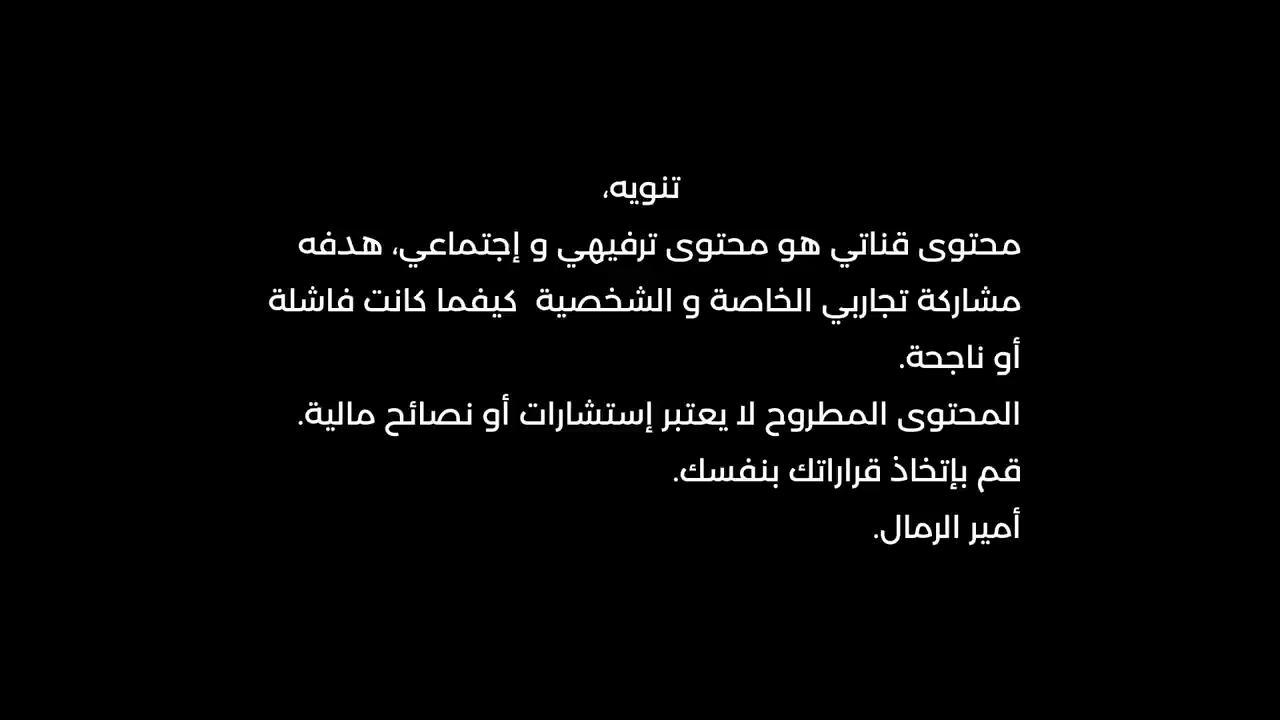 تنويه،
محتوى قناتي هو محتوى ترفيهي و إجتماعي، هدفه
مشاركة تجاربي الخاصة و الشخصية  كيفما كانت فاشلة
أو ناجحة.
المحتوى المطروح لا يعتبر إستشارات أو نصائح مالية.
قم بإتخاذ قراراتك بنفسك.
أمير الرمال.